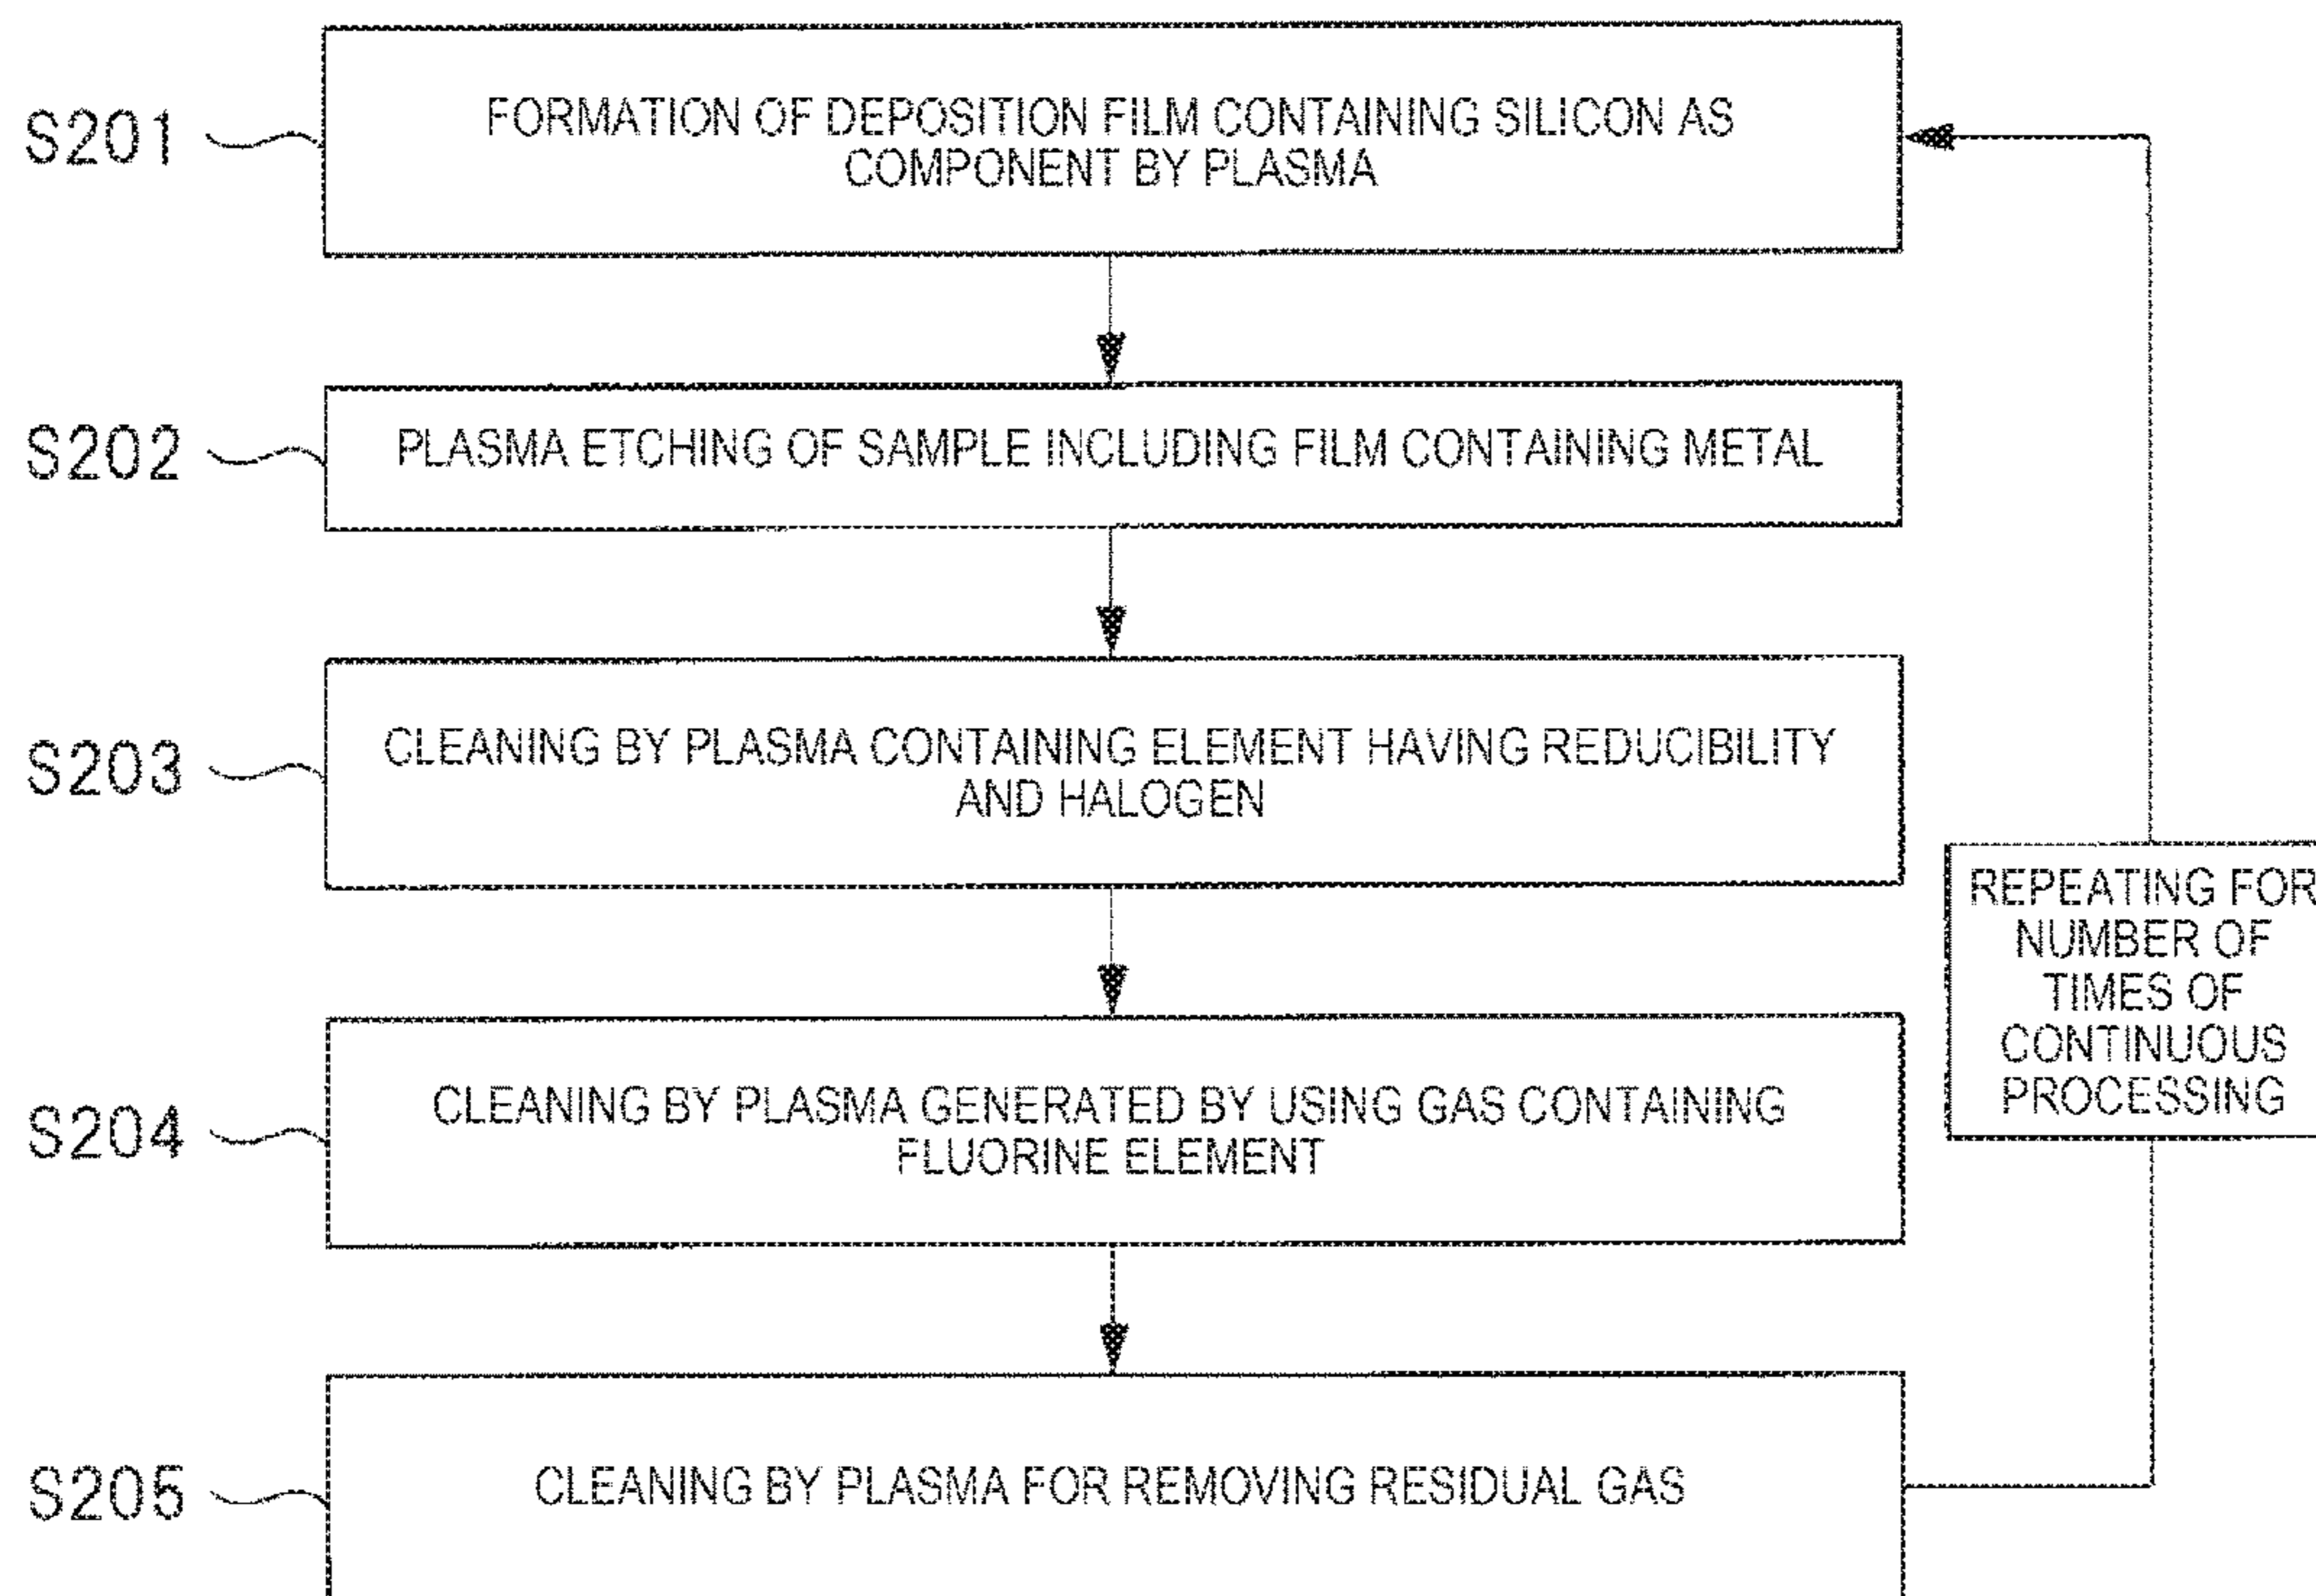 S201
FORMATION OF DEPOSITION FILM CONTAINING SILICON AS
COMPONENT BY PLASMA
S202
PLASMA ETCHING OF SAMPLE INCLUDING FILM CONTAINING METAL
S203
CLEANING BY PLASMA CONTAINING ELEMENT HAVING REDUCIBILITY
AND HALOGEN
REPEATING FOR
NUMBER OF
TIMES OF
CONTINUOUS
PROCESSING
S204
CLEANING BY PLASMA GENERATED BY USING GAS CONTAINING
FLUORINE ELEMENT
S205
CLEANING BY PLASMA FOR REMOVING RESIDUAL GAS